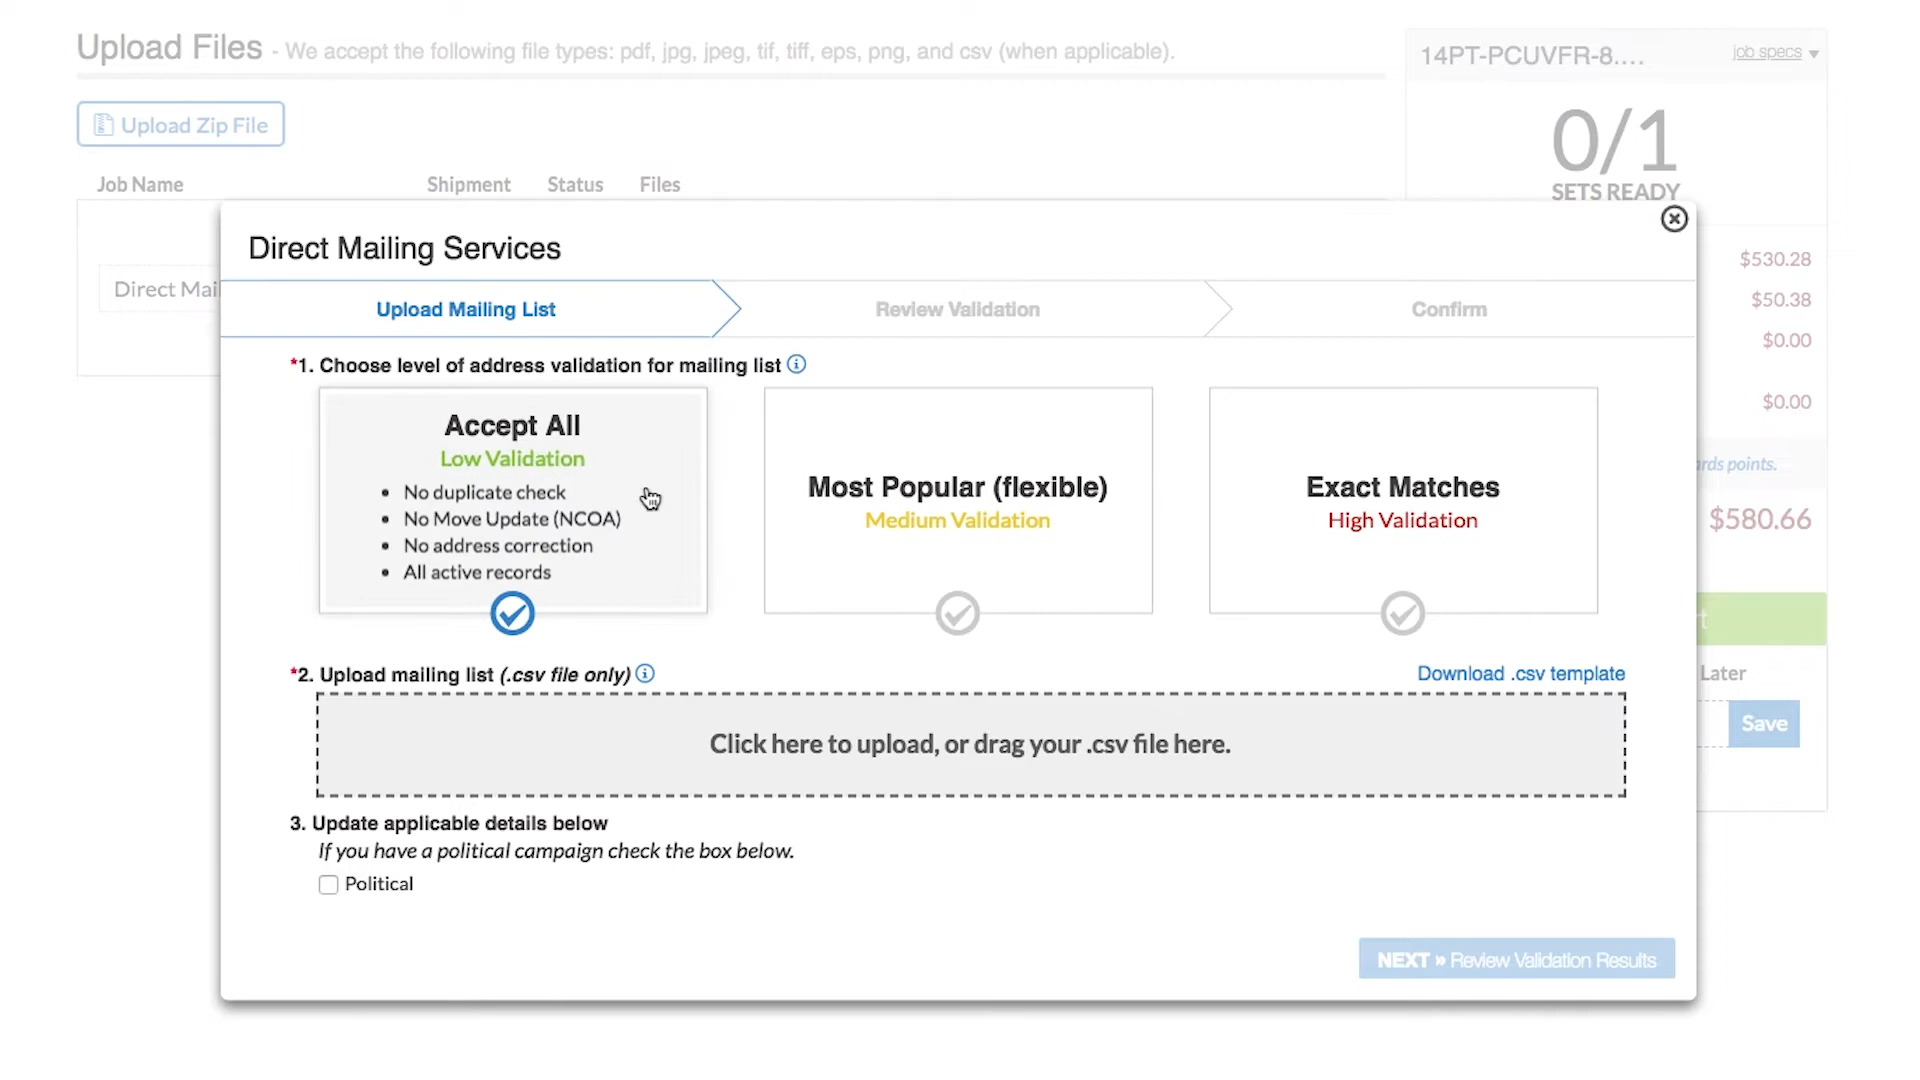 Upload Files - We accept the following file types: pdf, jpg, jpeg, tif, tiff, eps, png, and csv (when applicable).
14PT-PCUVFR-8.... job specs
Upload Zip File
0/1
SETS READY
Job Name Shipment Status Files
Direct Mailing Services
$530.28
Direct Mail
$50.38
Upload Mailing List Review Validation Confirm
$0.00
*1. Choose level of address validation for mailing list
$0.00
Accept All
Low Validation
No duplicate check
No Move Update (NCOA)
No address correction
All active records
Most Popular (flexible)
Medium Validation
Exact Matches
High Validation
points.
$580.66
*2. Upload mailing list (.csv file only) Download .csv template
Later
Click here to upload, or drag your .csv file here.
Save
3. Update applicable details below
If you have a political campaign check the box below.
Political
NEXT » Review Validation Results